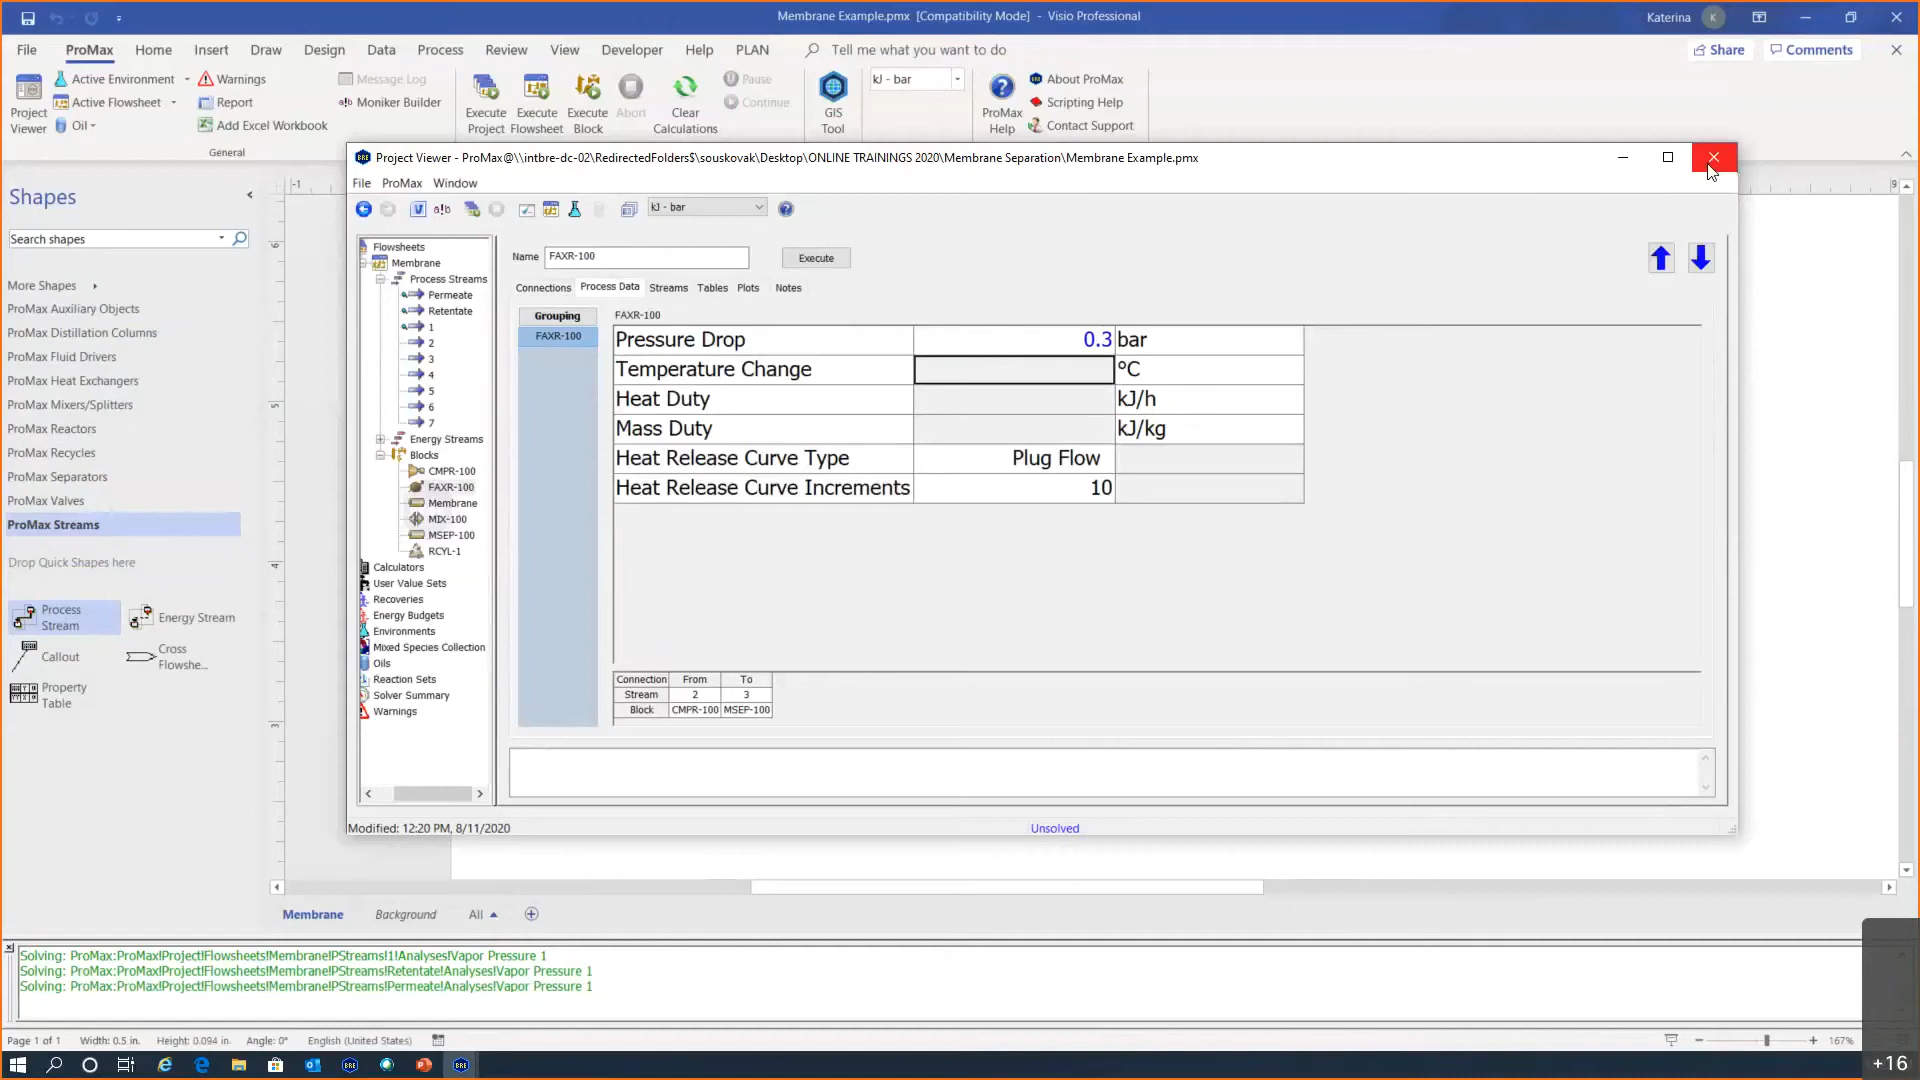 Membrane Example.pmx [Compatibility Mode] - Visio Professional
Katerina K
File ProMax Home Insert Draw Design Data Process Review View Developer Help PLAN Tell me what you want to do Share Comments
Project Viewer
Active Environment
Active Flowsheet
Oil
Warnings
Report
Add Excel Workbook
General
Message Log
a!b Moniker Builder
Execute Project
Execute Flowsheet
Execute Block
Abort
Clear Calculations
Pause
Continue
GIS Tool
kJ - bar
ProMax Help
About ProMax
Scripting Help
Contact Support
Shapes
Search shapes
More Shapes
ProMax Auxiliary Objects
ProMax Distillation Columns
ProMax Fluid Drivers
ProMax Heat Exchangers
ProMax Mixers/Splitters
ProMax Reactors
ProMax Recycles
ProMax Separators
ProMax Valves
ProMax Streams
Drop Quick Shapes here
Process Stream
Energy Stream
Callout
Cross Flowshe...
Property Table
Project Viewer - ProMax@\\intbre-dc-02\RedirectedFolders$\souskovak\Desktop\ONLINE TRAININGS 2020\Membrane Separation\Membrane Example.pmx
File ProMax Window
a!b
kJ - bar
Flowsheets
Membrane
Process Streams
Permeate
Retentate
1
2
3
4
5
6
7
Energy Streams
Blocks
CMPR-100
FAXR-100
Membrane
MIX-100
MSEP-100
RCYL-1
Calculators
User Value Sets
Recoveries
Energy Budgets
Environments
Mixed Species Collection
Oils
Reaction Sets
Solver Summary
Warnings
Name FAXR-100 Execute
Connections Process Data Streams Tables Plots Notes
Grouping
FAXR-100
FAXR-100
Pressure Drop 0.3 bar
Temperature Change °C
Heat Duty kJ/h
Mass Duty kJ/kg
Heat Release Curve Type Plug Flow
Heat Release Curve Increments 10
Connection From To
Stream 2 3
Block CMPR-100 MSEP-100
Modified: 12:20 PM, 8/11/2020 Unsolved
Membrane Background All
Solving: ProMax:ProMax!Project!Flowsheets!Membrane!PStreams!1!Analyses!Vapor Pressure 1
Solving: ProMax:ProMax!Project!Flowsheets!Membrane!PStreams!Retentate!Analyses!Vapor Pressure 1
Solving: ProMax:ProMax!Project!Flowsheets!Membrane!PStreams!Permeate!Analyses!Vapor Pressure 1
Page 1 of 1 Width: 0.5 in. Height: 0.094 in. Angle: 0° English (United States) 167%
+16